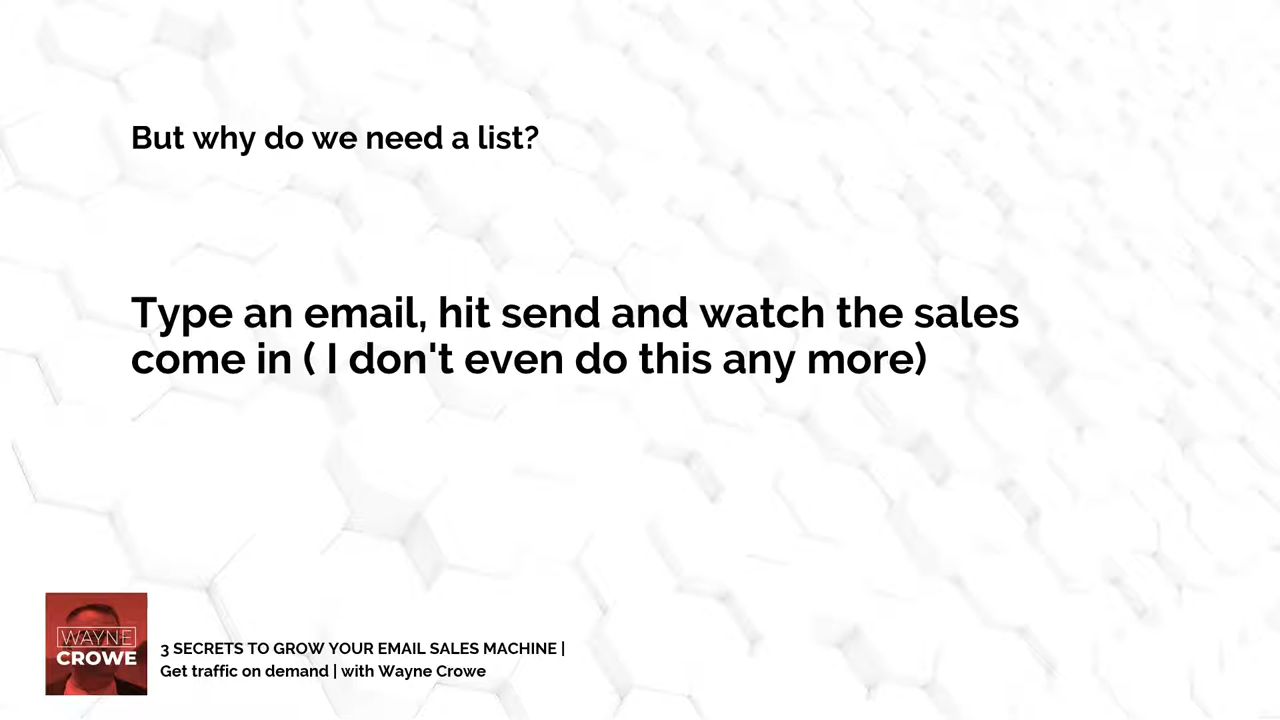 But why do we need a list?
Type an email, hit send and watch the sales
come in ( I don't even do this any more)
WAYNE
CROWE
3 SECRETS TO GROW YOUR EMAIL SALES MACHINE |
Get traffic on demand | with Wayne Crowe